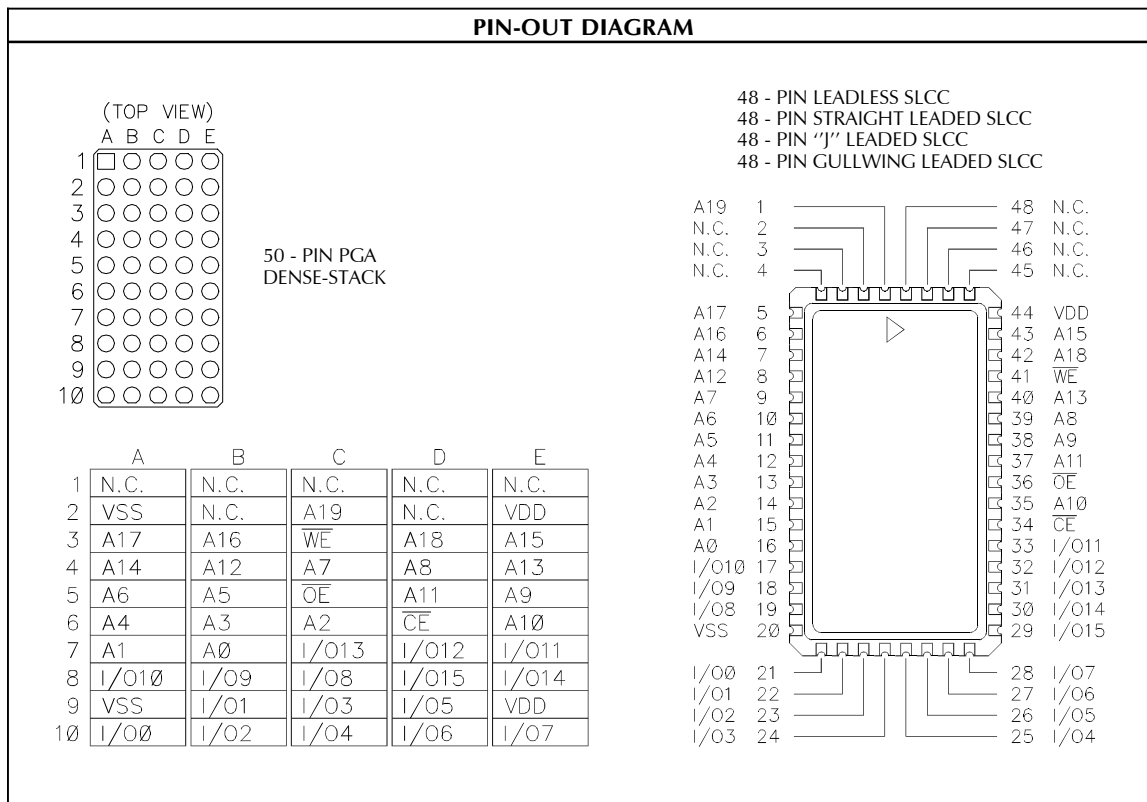 PIN-OUT DIAGRAM
(TOP VIEW)
A B C D E
1
2
3
4
5
6
7
8
9
1Ø
50 - PIN PGA
DENSE-STACK
A B C D E
1 N.C. N.C. N.C. N.C. N.C.
2 VSS N.C. A19 N.C. VDD
3 A17 A16 W̅E̅ A18 A15
4 A14 A12 A7 A8 A13
5 A6 A5 O̅E̅ A11 A9
6 A4 A3 A2 C̅E̅ A1Ø
7 A1 AØ I/O13 I/O12 I/O11
8 I/O1Ø I/O9 I/O8 I/O15 I/O14
9 VSS I/O1 I/O3 I/O5 VDD
1Ø I/OØ I/O2 I/O4 I/O6 I/O7
48 - PIN LEADLESS SLCC
48 - PIN STRAIGHT LEADED SLCC
48 - PIN ‘‘J’’ LEADED SLCC
48 - PIN GULLWING LEADED SLCC
A19 1 48 N.C.
N.C. 2 47 N.C.
N.C. 3 46 N.C.
N.C. 4 45 N.C.
A17 5 44 VDD
A16 6 43 A15
A14 7 42 A18
A12 8 41 W̅E̅
A7 9 4Ø A13
A6 1Ø 39 A8
A5 11 38 A9
A4 12 37 A11
A3 13 36 O̅E̅
A2 14 35 A1Ø
A1 15 34 C̅E̅
AØ 16 33 I/O11
I/O1Ø 17 32 I/O12
I/O9 18 31 I/O13
I/O8 19 3Ø I/O14
VSS 2Ø 29 I/O15
I/OØ 21 28 I/O7
I/O1 22 27 I/O6
I/O2 23 26 I/O5
I/O3 24 25 I/O4